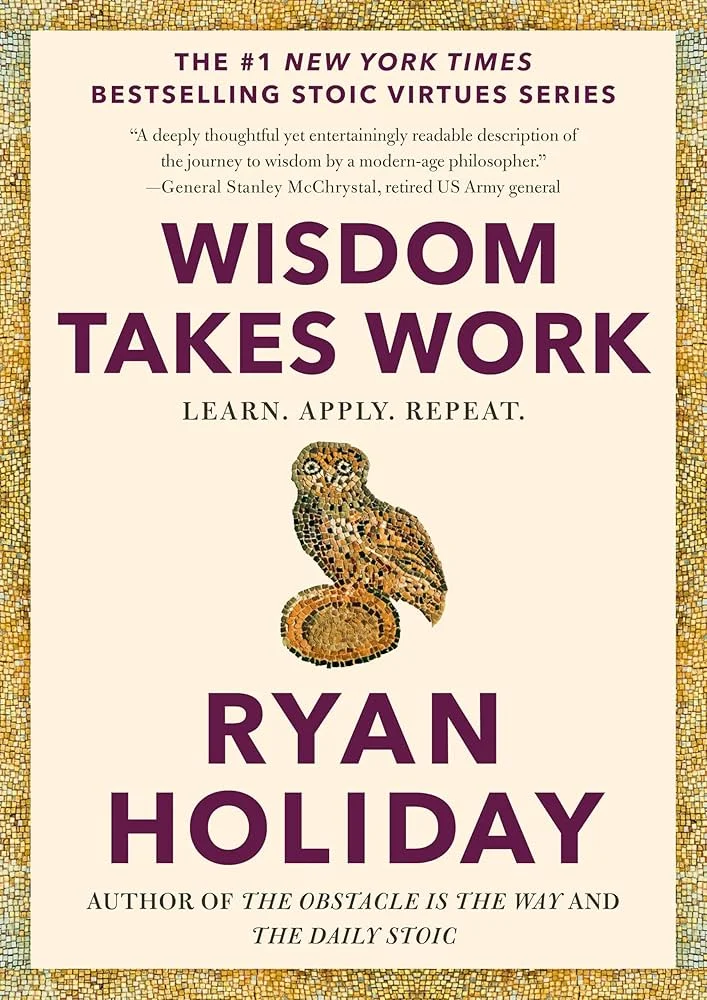 THE #1 NEW YORK TIMES
BESTSELLING STOIC VIRTUES SERIES
“A deeply thoughtful yet entertainingly readable description of
the journey to wisdom by a modern-age philosopher.”
—General Stanley McChrystal, retired US Army general
WISDOM
TAKES WORK
LEARN. APPLY. REPEAT.
RYAN
HOLIDAY
AUTHOR OF THE OBSTACLE IS THE WAY AND
THE DAILY STOIC